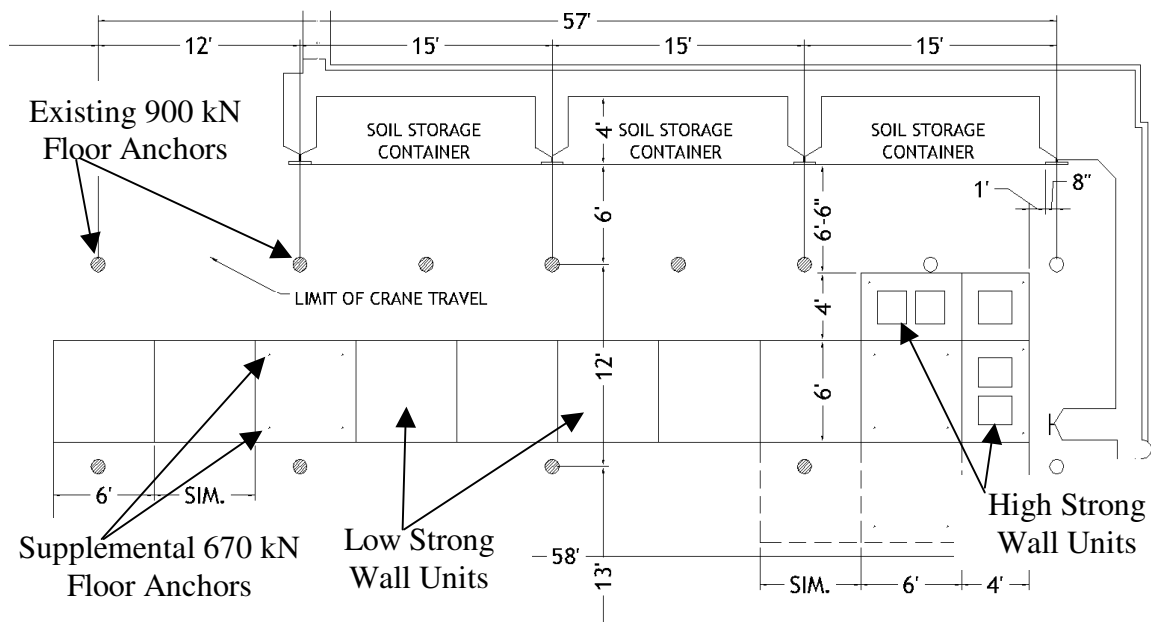 57'
12'
15'
15'
15'
Existing 900 kN
Floor Anchors
SOIL STORAGE
CONTAINER
4'
SOIL STORAGE
CONTAINER
SOIL STORAGE
CONTAINER
1'
8"
6'
6'-6"
LIMIT OF CRANE TRAVEL
4'
12'
6'
6'
SIM.
Supplemental 670 kN
Floor Anchors
Low Strong
Wall Units
High Strong
Wall Units
58'
13'
SIM.
6'
4'